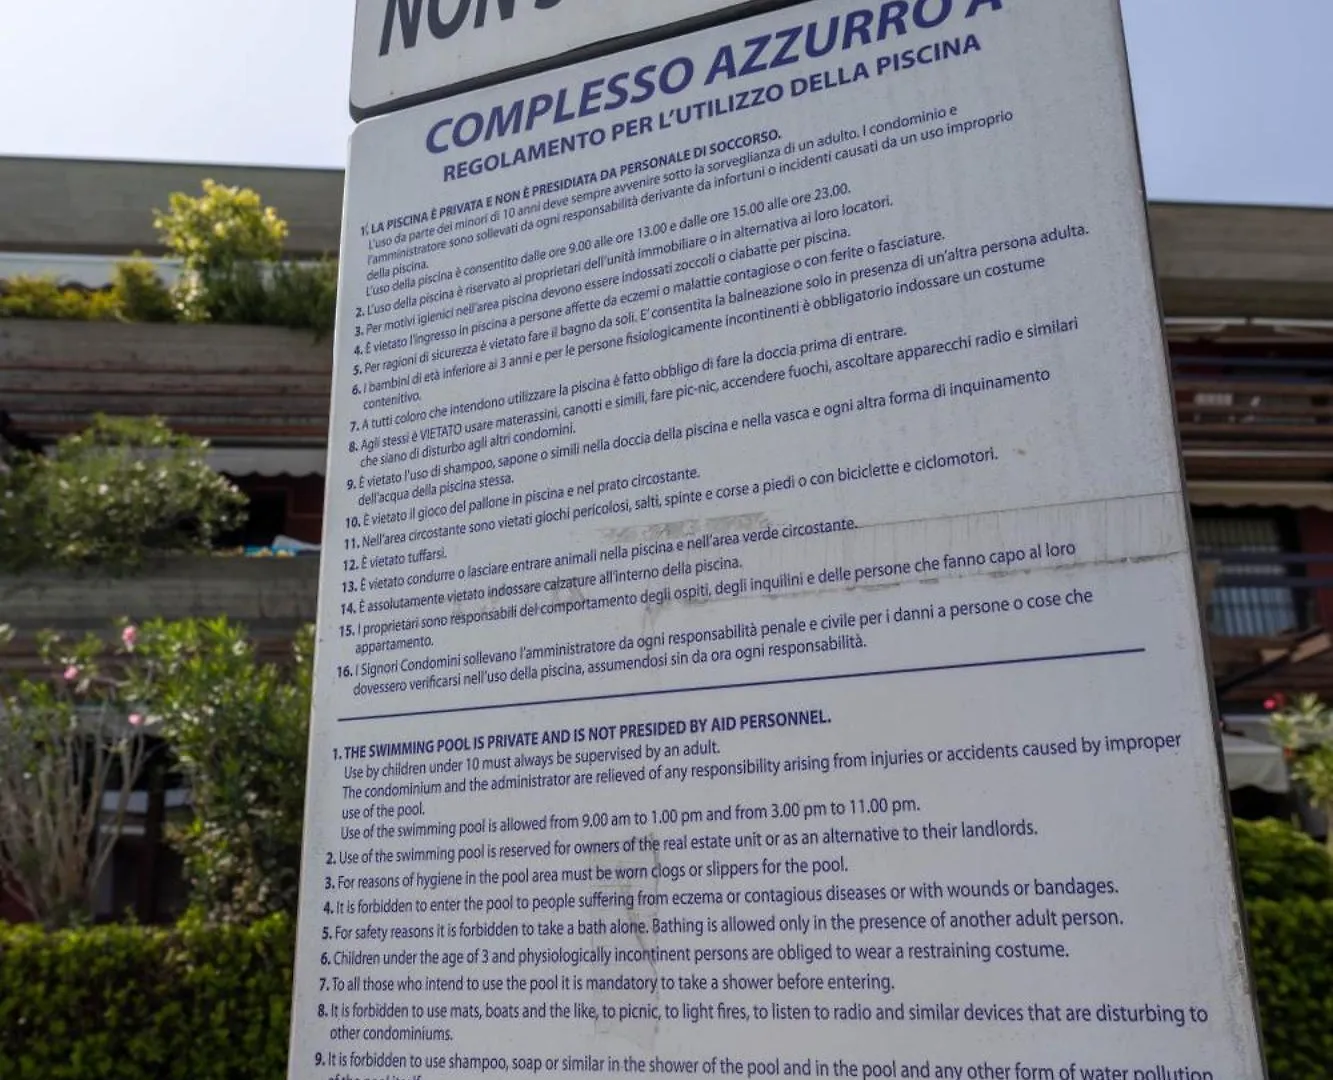 NON
COMPLESSO AZZURRO A
REGOLAMENTO PER L'UTILIZZO DELLA PISCINA
1. LA PISCINA È PRIVATA E NON È PRESIDIATA DA PERSONALE DI SOCCORSO.
L'uso da parte dei minori di 10 anni deve sempre avvenire sotto la sorveglianza di un adulto. I condominio e
l'amministratore sono sollevati da ogni responsabilità derivante da infortuni o incidenti causati da un uso improprio
della piscina.
L'uso della piscina è consentito dalle ore 9.00 alle ore 13.00 e dalle ore 15.00 alle ore 23.00.
2. L'uso della piscina è riservato ai proprietari dell'unità immobiliare o in alternativa ai loro locatori.
3. Per motivi igienici nell'area piscina devono essere indossati zoccoli o ciabatte per piscina.
4. È vietato l'ingresso in piscina a persone affette da eczemi o malattie contagiose o con ferite o fasciature.
5. Per ragioni di sicurezza è vietato fare il bagno da soli. E' consentita la balneazione solo in presenza di un'altra persona adulta.
6. I bambini di età inferiore ai 3 anni e per le persone fisiologicamente incontinenti è obbligatorio indossare un costume
contenitivo.
7. A tutti coloro che intendono utilizzare la piscina è fatto obbligo di fare la doccia prima di entrare.
8. Agli stessi è VIETATO usare materassini, canotti e simili, fare pic-nic, accendere fuochi, ascoltare apparecchi radio e similari
che siano di disturbo agli altri condomini.
9. È vietato l'uso di shampoo, sapone o simili nella doccia della piscina e nella vasca e ogni altra forma di inquinamento
dell'acqua della piscina stessa.
10. È vietato il gioco del pallone in piscina e nel prato circostante.
11. Nell'area circostante sono vietati giochi pericolosi, salti, spinte e corse a piedi o con biciclette e ciclomotori.
12. È vietato tuffarsi.
13. È vietato condurre o lasciare entrare animali nella piscina e nell'area verde circostante.
14. È assolutamente vietato indossare calzature all'interno della piscina.
15. I proprietari sono responsabili del comportamento degli ospiti, degli inquilini e delle persone che fanno capo al loro
appartamento.
16. I Signori Condomini sollevano l'amministratore da ogni responsabilità penale e civile per i danni a persone o cose che
dovessero verificarsi nell'uso della piscina, assumendosi sin da ora ogni responsabilità.
1. THE SWIMMING POOL IS PRIVATE AND IS NOT PRESIDED BY AID PERSONNEL.
Use by children under 10 must always be supervised by an adult.
The condominium and the administrator are relieved of any responsibility arising from injuries or accidents caused by improper
use of the pool.
Use of the swimming pool is allowed from 9.00 am to 1.00 pm and from 3.00 pm to 11.00 pm.
2. Use of the swimming pool is reserved for owners of the real estate unit or as an alternative to their landlords.
3. For reasons of hygiene in the pool area must be worn clogs or slippers for the pool.
4. It is forbidden to enter the pool to people suffering from eczema or contagious diseases or with wounds or bandages.
5. For safety reasons it is forbidden to take a bath alone. Bathing is allowed only in the presence of another adult person.
6. Children under the age of 3 and physiologically incontinent persons are obliged to wear a restraining costume.
7. To all those who intend to use the pool it is mandatory to take a shower before entering.
8. It is forbidden to use mats, boats and the like, to picnic, to light fires, to listen to radio and similar devices that are disturbing to
other condominiums.
9. It is forbidden to use shampoo, soap or similar in the shower of the pool and in the pool and any other form of water pollution